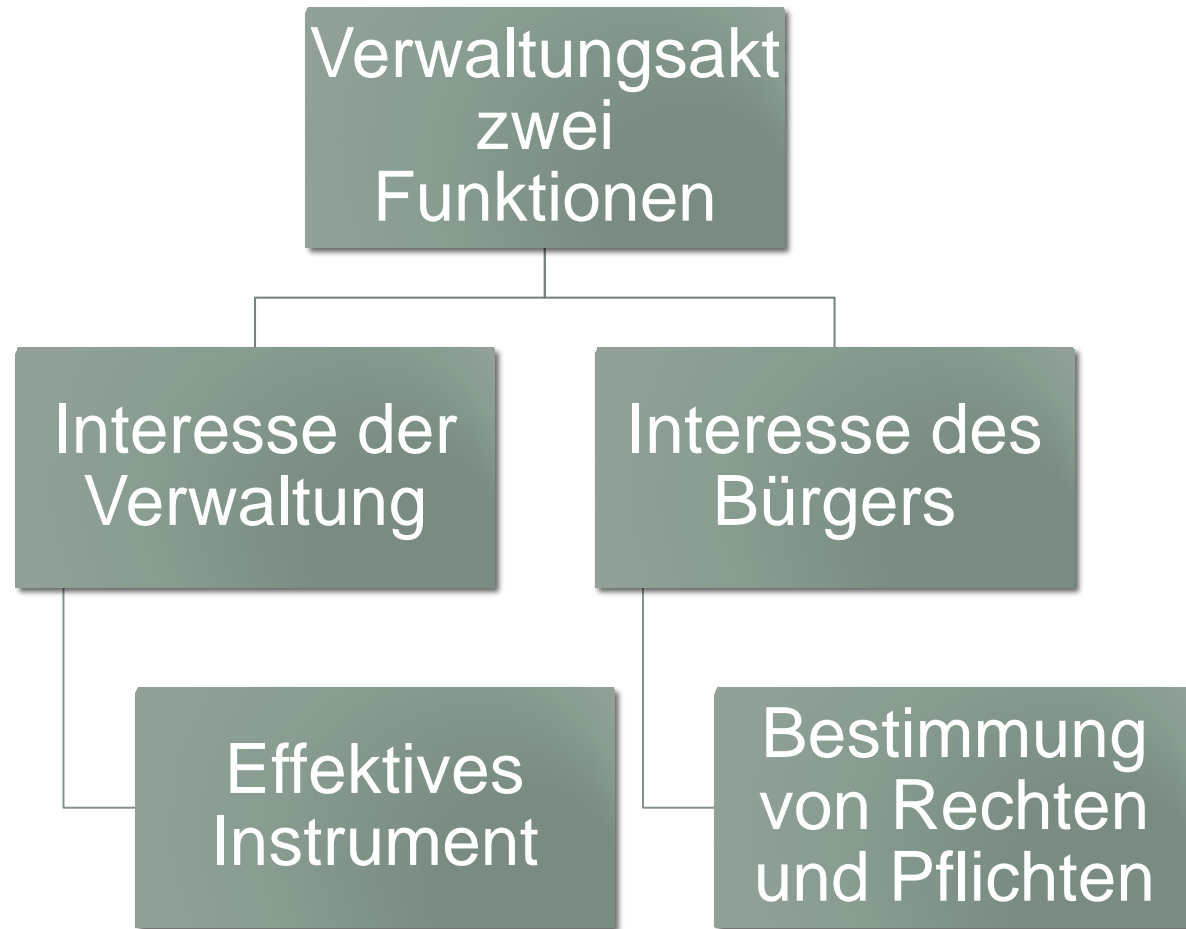 Verwaltungsakt
zwei
Funktionen
Interesse der
Verwaltung
Interesse des
Bürgers
Effektives
Instrument
Bestimmung
von Rechten
und Pflichten